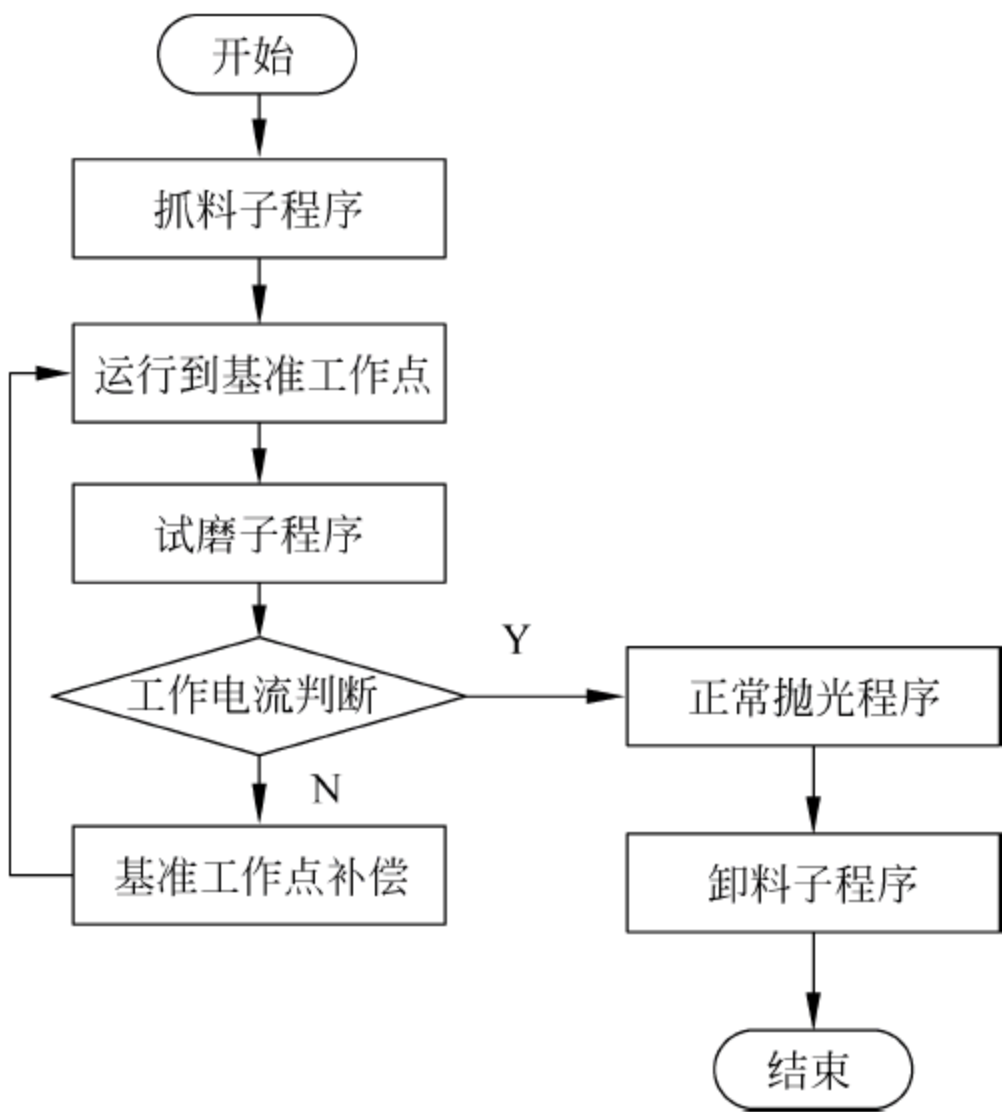 开始
抓料子程序
运行到基准工作点
试磨子程序
工作电流判断
Y
N
基准工作点补偿
正常抛光程序
卸料子程序
结束